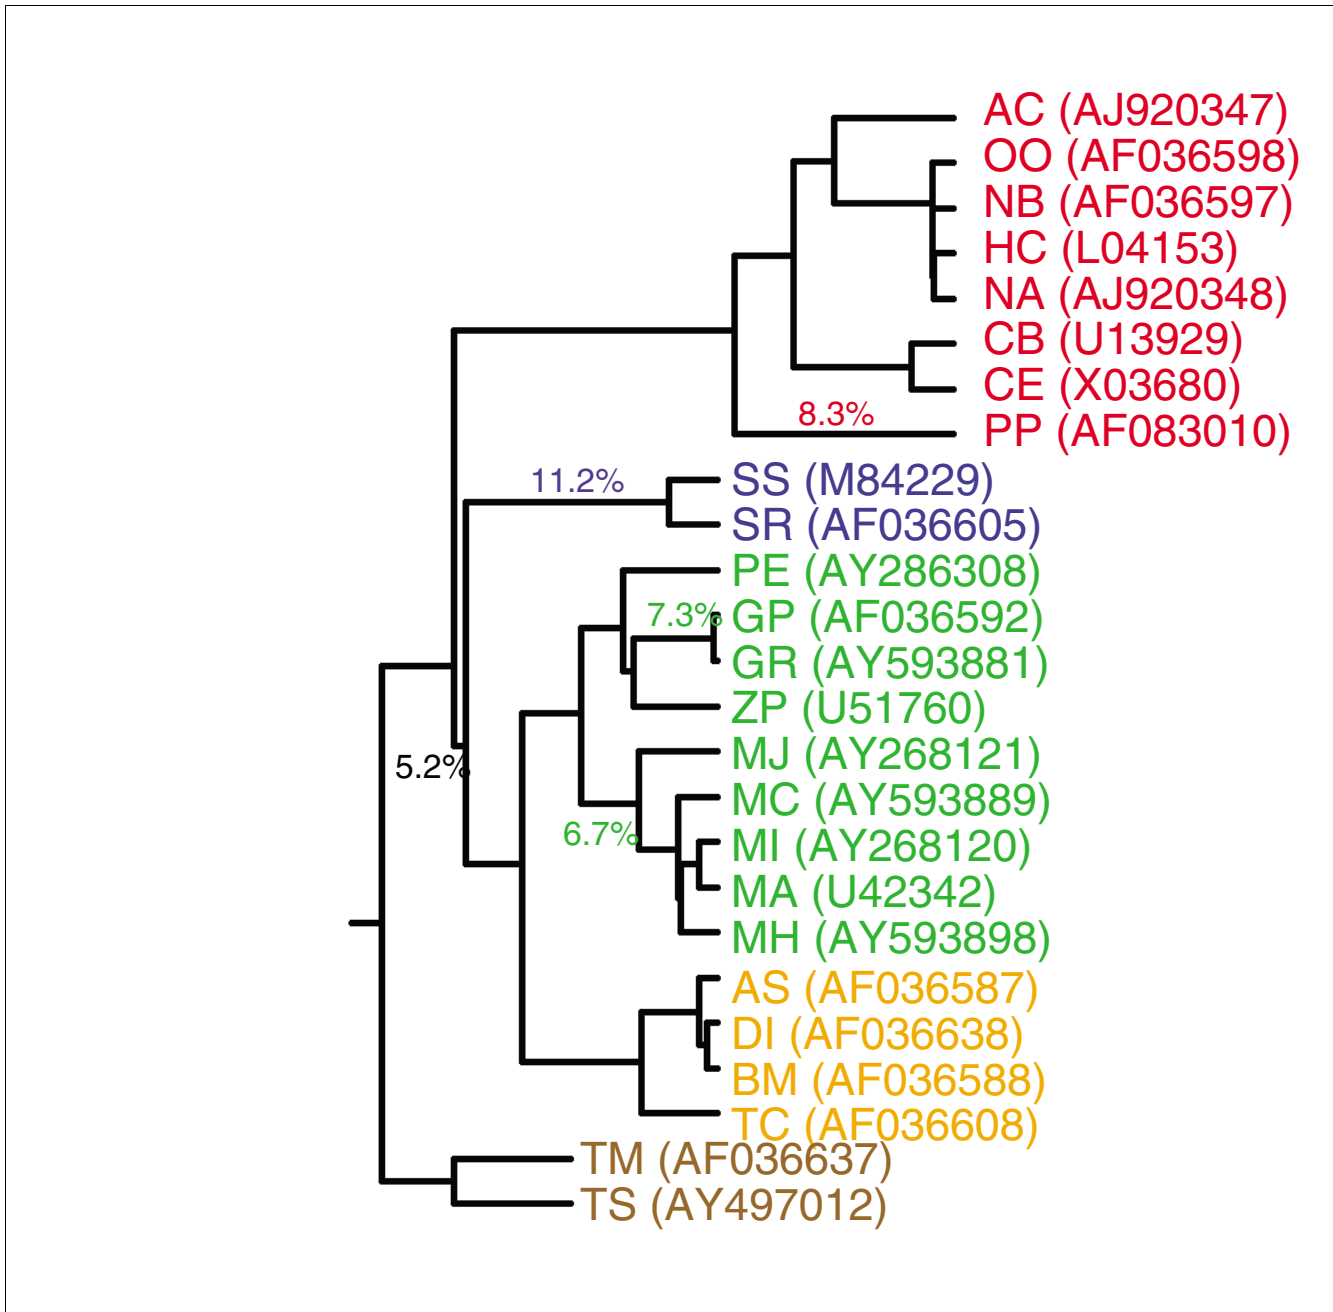 AC (AJ920347)
OO (AF036598)
NB (AF036597)
HC (L04153)
NA (AJ920348)
CB (U13929)
CE (X03680)
8.3%
PP (AF083010)
11.2%
SS (M84229)
SR (AF036605)
PE (AY286308)
7.3%
GP (AF036592)
GR (AY593881)
ZP (U51760)
MJ (AY268121)
5.2%
MC (AY593889)
6.7%
MI (AY268120)
MA (U42342)
MH (AY593898)
AS (AF036587)
DI (AF036638)
BM (AF036588)
TC (AF036608)
TM (AF036637)
TS (AY497012)